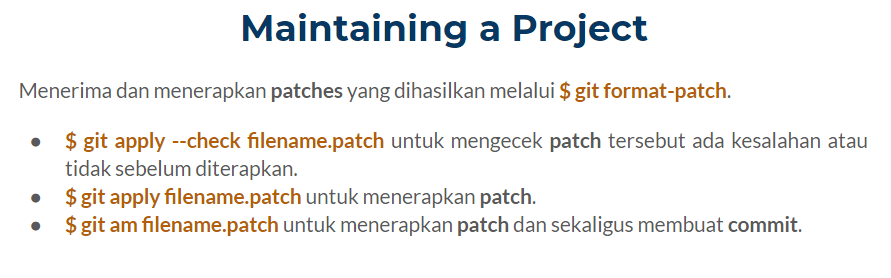 Maintaining a Project
Menerima dan menerapkan patches yang dihasilkan melalui $ git format-patch.
● $ git apply --check filename.patch untuk mengecek patch tersebut ada kesalahan atau
tidak sebelum diterapkan.
● $ git apply filename.patch untuk menerapkan patch.
● $ git am filename.patch untuk menerapkan patch dan sekaligus membuat commit.